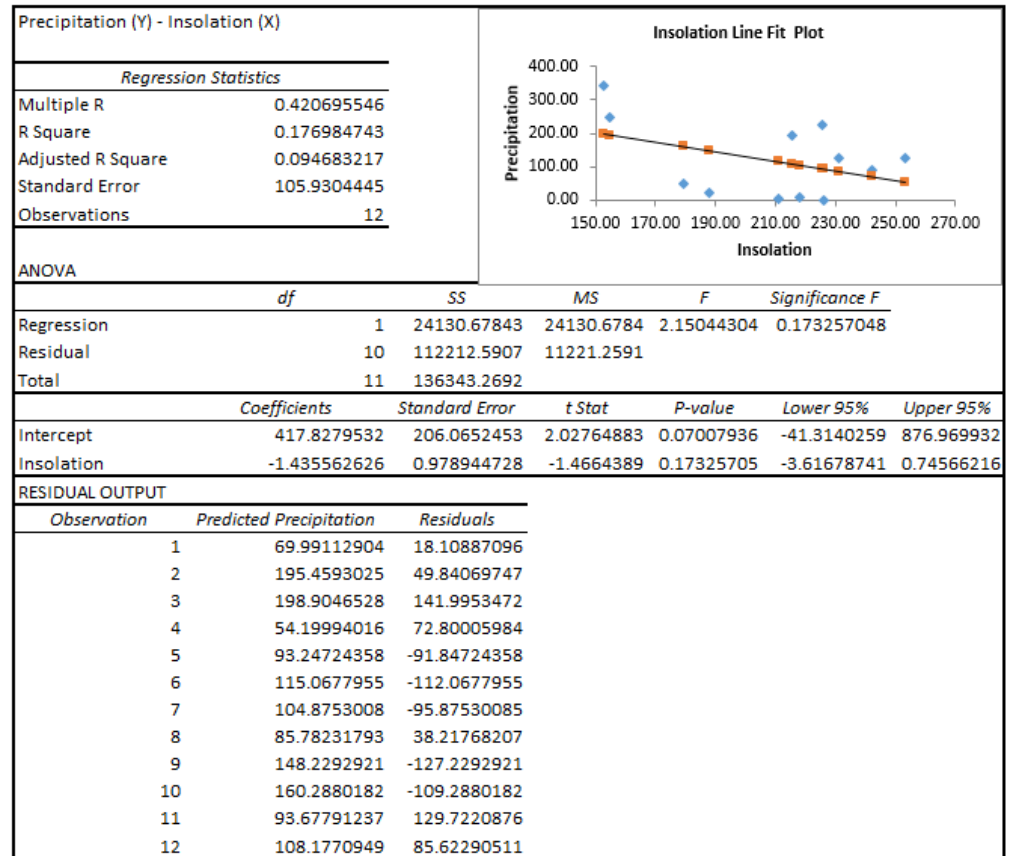 Precipitation (Y) - Insolation (X)
Regression Statistics
Multiple R 0.420695546
R Square 0.176984743
Adjusted R Square 0.094683217
Standard Error 105.9304445
Observations 12
Insolation Line Fit Plot
Precipitation
400.00
300.00
200.00
100.00
0.00
150.00 170.00 190.00 210.00 230.00 250.00 270.00
Insolation
ANOVA
df SS MS F Significance F
Regression 1 24130.67843 24130.6784 2.15044304 0.173257048
Residual 10 112212.5907 11221.2591
Total 11 136343.2692
Coefficients Standard Error t Stat P-value Lower 95% Upper 95%
Intercept 417.8279532 206.0652453 2.02764883 0.07007936 -41.3140259 876.969932
Insolation -1.435562626 0.978944728 -1.4664389 0.17325705 -3.61678741 0.74566216
RESIDUAL OUTPUT
Observation Predicted Precipitation Residuals
1 69.99112904 18.10887096
2 195.4593025 49.84069747
3 198.9046528 141.9953472
4 54.19994016 72.80005984
5 93.24724358 -91.84724358
6 115.0677955 -112.0677955
7 104.8753008 -95.87530085
8 85.78231793 38.21768207
9 148.2292921 -127.2292921
10 160.2880182 -109.2880182
11 93.67791237 129.7220876
12 108.1770949 85.62290511